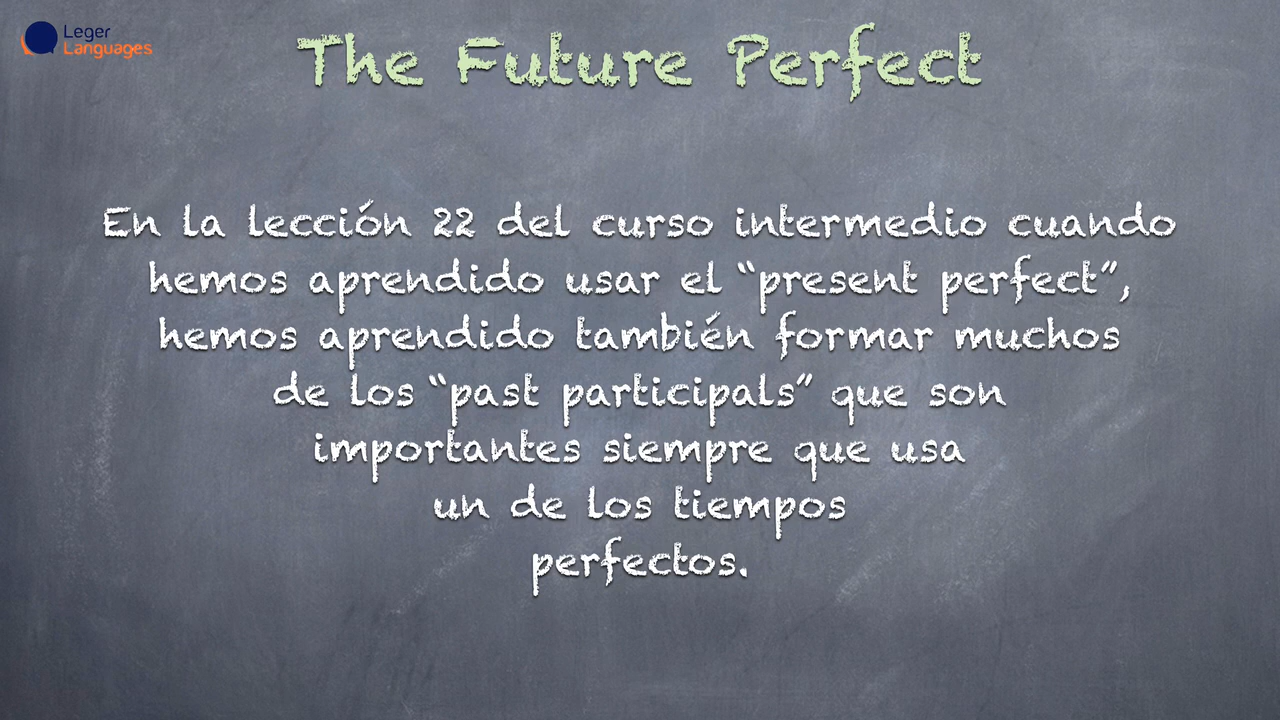 Leger
Languages
The Future Perfect
En la lección 22 del curso intermedio cuando
hemos aprendido usar el “present perfect”,
hemos aprendido también formar muchos
de los “past participals” que son
importantes siempre que usa
un de los tiempos
perfectos.